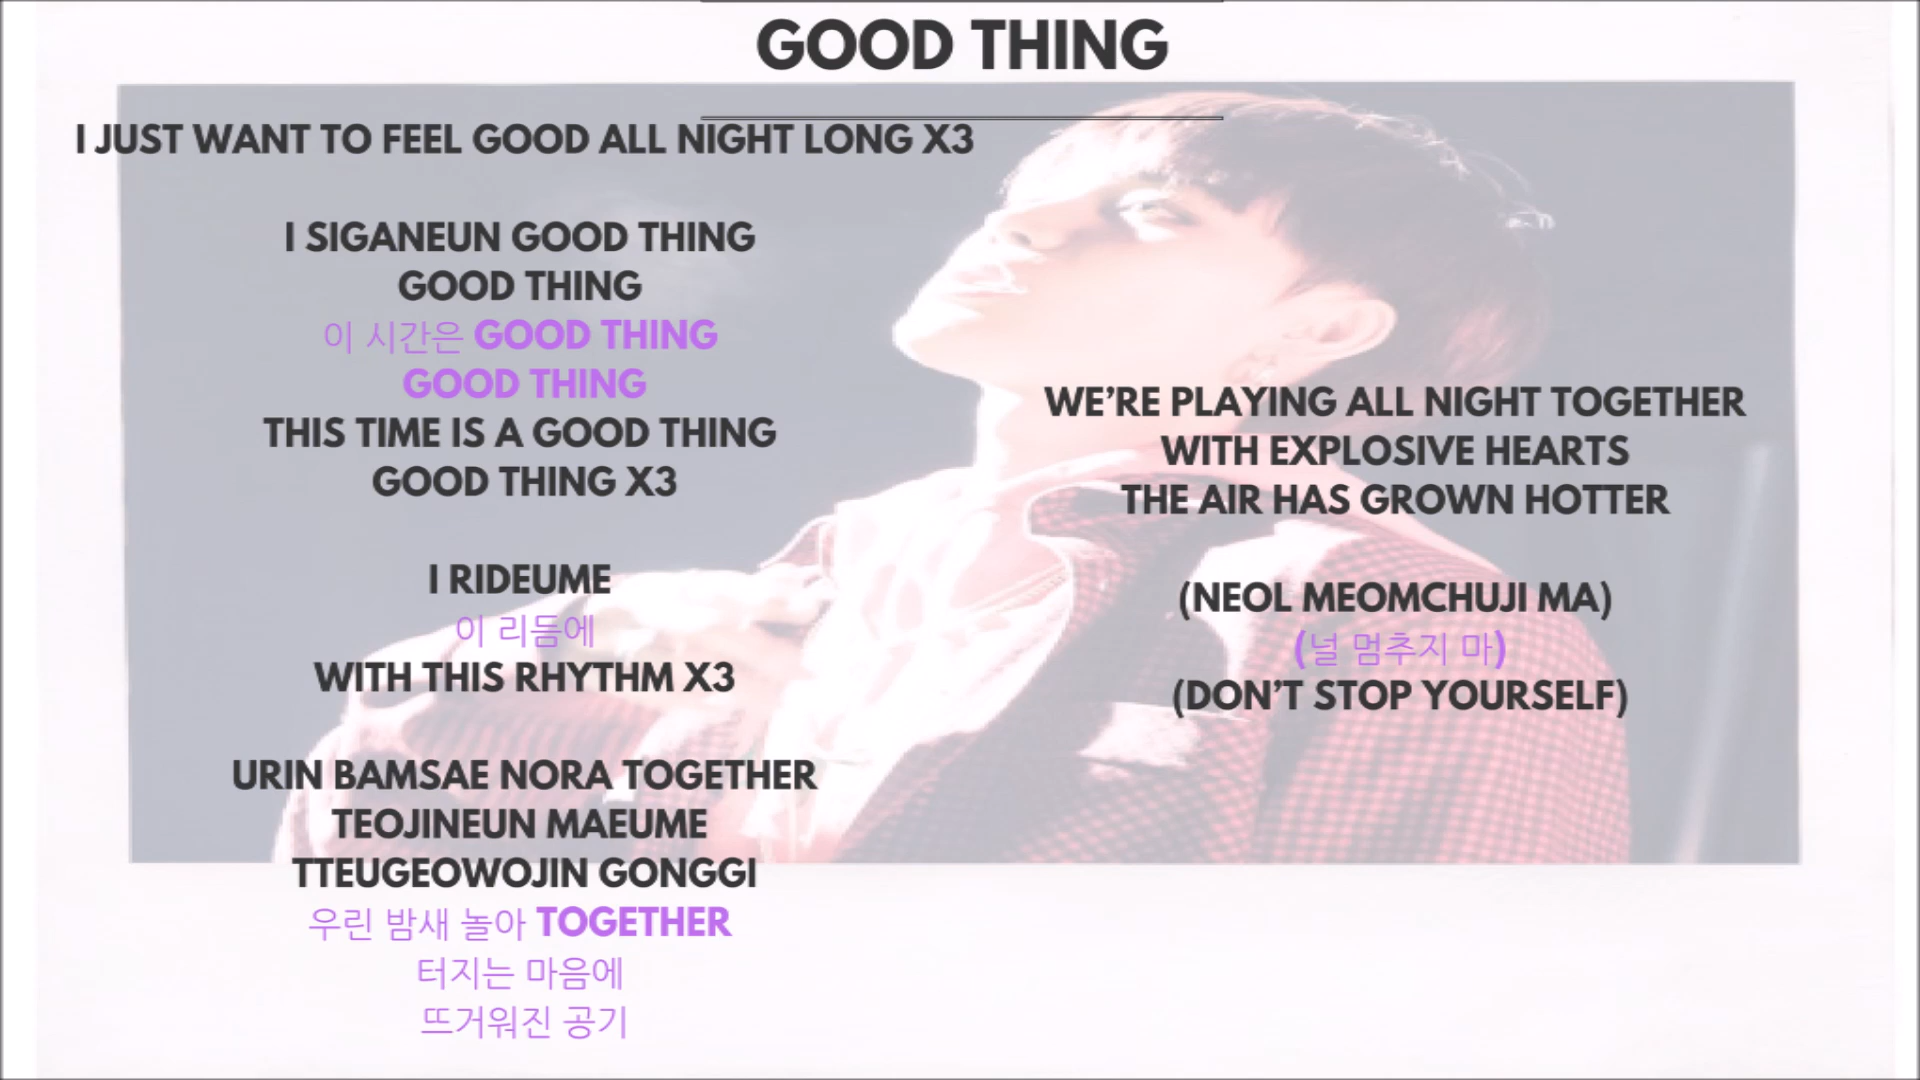 GOOD THING
I JUST WANT TO FEEL GOOD ALL NIGHT LONG X3
I SIGANEUN GOOD THING
GOOD THING
이 시간은 GOOD THING
GOOD THING
THIS TIME IS A GOOD THING
GOOD THING X3
I RIDEUME
이 리듬에
WITH THIS RHYTHM X3
URIN BAMSAE NORA TOGETHER
TEOJINEUN MAEUME
TTEUGEOWOJIN GONGGI
우린 밤새 놀아 TOGETHER
터지는 마음에
뜨거워진 공기
WE’RE PLAYING ALL NIGHT TOGETHER
WITH EXPLOSIVE HEARTS
THE AIR HAS GROWN HOTTER
(NEOL MEOMCHUJI MA)
(널 멈추지 마)
(DON’T STOP YOURSELF)